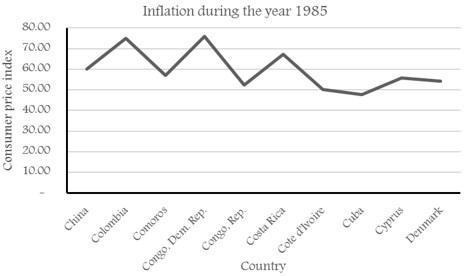 Inflation during the year 1985
Consumer price index
80.00
70.00
60.00
50.00
40.00
30.00
20.00
10.00
-
China
Colombia
Comoros
Congo, Dem. Rep.
Congo, Rep.
Costa Rica
Cote d'Ivoire
Cuba
Cyprus
Denmark
Country